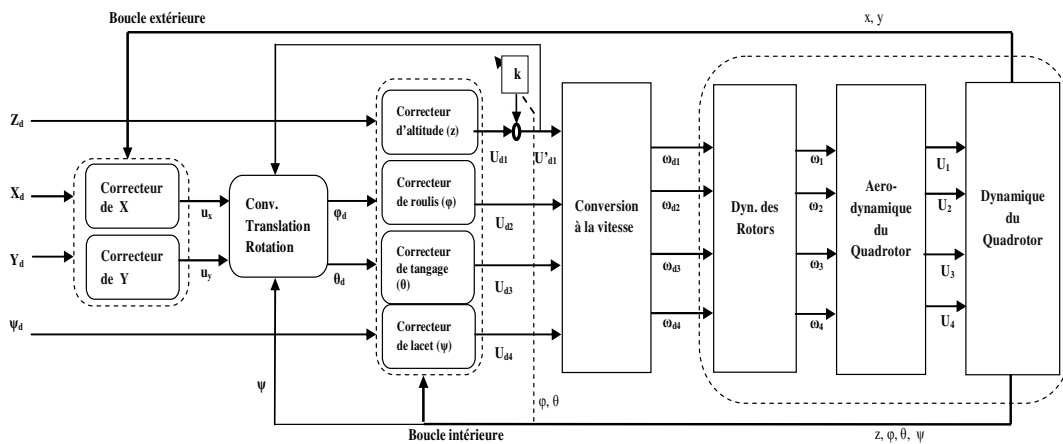 Boucle extérieure
x, y
k
Z_d
Correcteur
d'altitude (z)
U_d1
U'_d1
ω_d1
ω_1
U_1
X_d
Correcteur
de X
u_x
Conv.
Translation
Rotation
φ_d
Correcteur
de roulis (φ)
U_d2
Conversion
à la vitesse
ω_d2
Dyn. des
Rotors
ω_2
Aero-
dynamique
du
Quadrotor
U_2
Dynamique
du
Quadrotor
Y_d
Correcteur
de Y
u_y
θ_d
Correcteur
de tangage
(θ)
U_d3
ω_d3
ω_3
U_3
ψ_d
Correcteur
de lacet (ψ)
U_d4
ω_d4
ω_4
U_4
ψ
φ, θ
Boucle intérieure
z, φ, θ, ψ